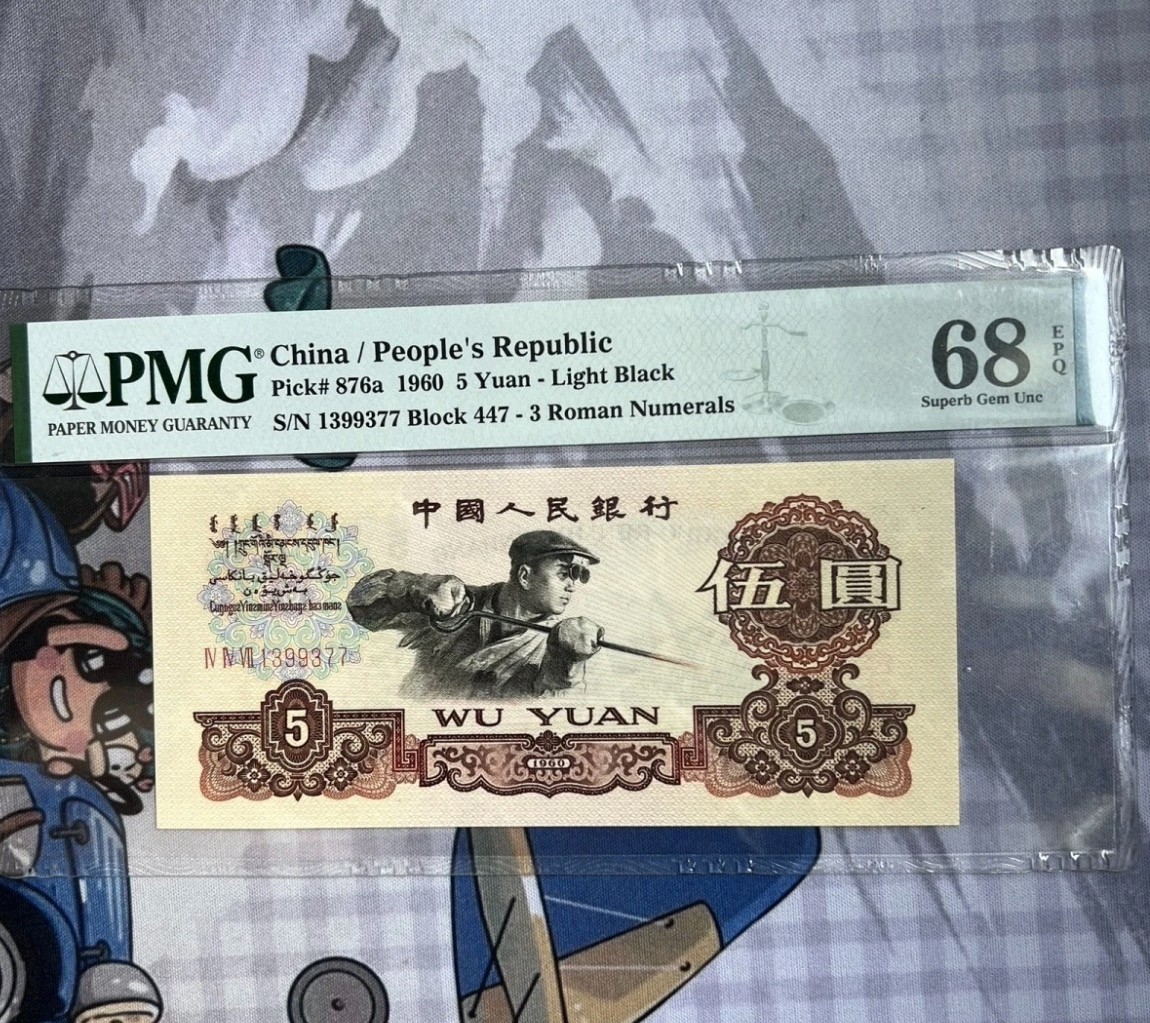 PMG®
PAPER MONEY GUARANTY
China / People's Republic
Pick# 876a 1960 5 Yuan - Light Black
S/N 1399377 Block 447 - 3 Roman Numerals
68
EPQ
Superb Gem Unc
中國人民銀行
伍圓
Ⅳ Ⅳ Ⅶ 1399377
5
WU YUAN
1960
5